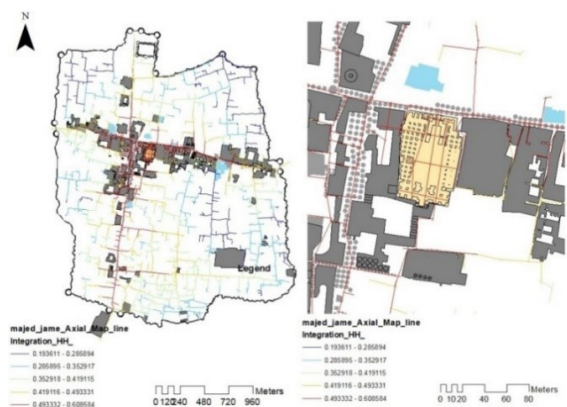 N
Legend
majed_jame_Axial_Map_line
Integration_HH_
0.193611 - 0.285894
0.285895 - 0.352917
0.352918 - 0.419115
0.419116 - 0.493331
0.493332 - 0.608584
Meters
0 120240 480 720 960
majed_jame_Axial_Map_line
Integration_HH_
0.193611 - 0.285894
0.285895 - 0.352917
0.352918 - 0.419115
0.419116 - 0.493331
0.493332 - 0.608584
Meters
0 10 20 40 60 80